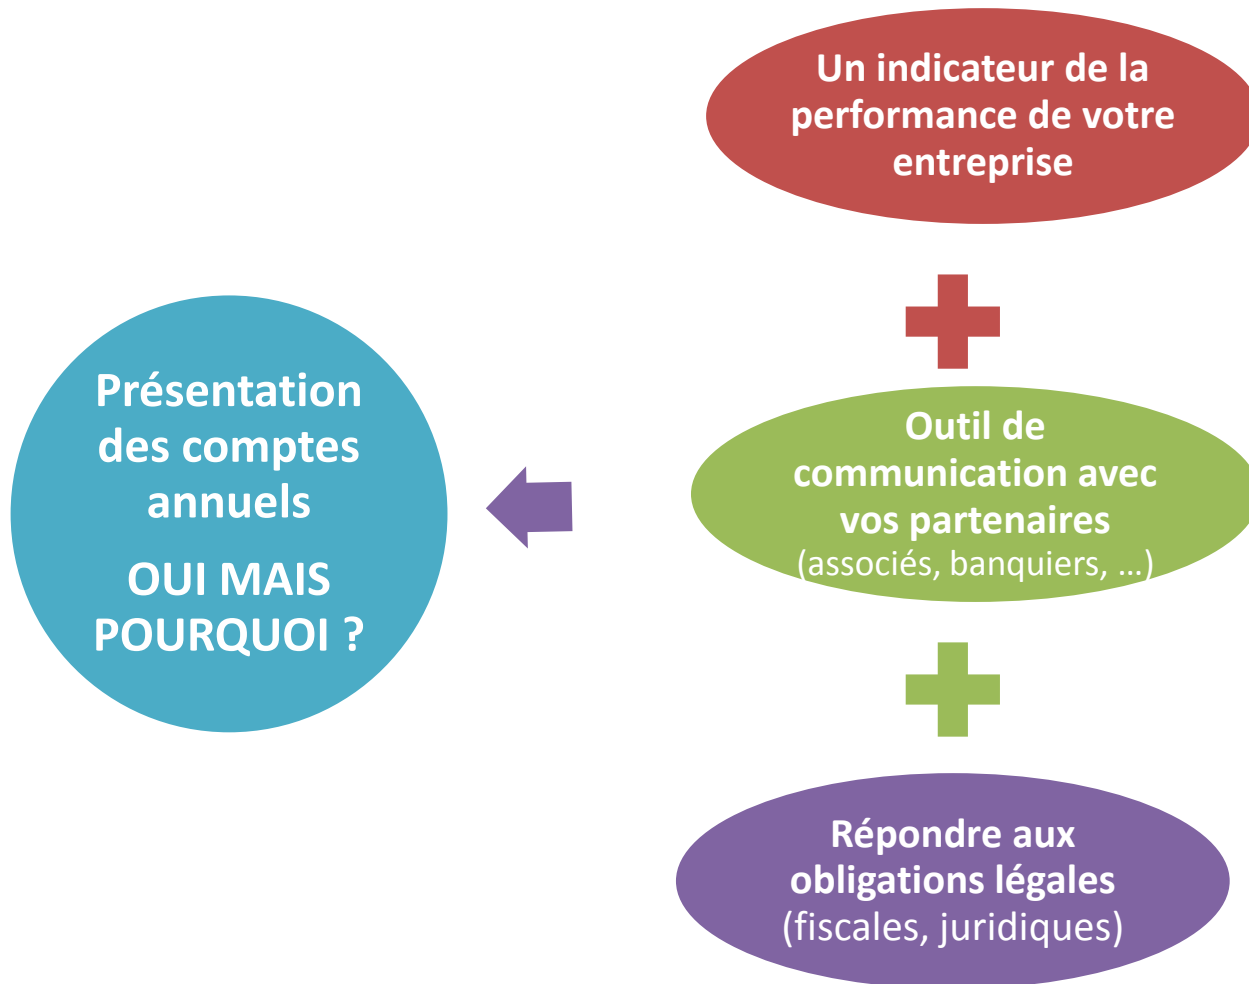 Présentation
des comptes
annuels
OUI MAIS
POURQUOI ?
Un indicateur de la
performance de votre
entreprise
Outil de
communication avec
vos partenaires
(associés, banquiers, ...)
Répondre aux
obligations légales
(fiscales, juridiques)